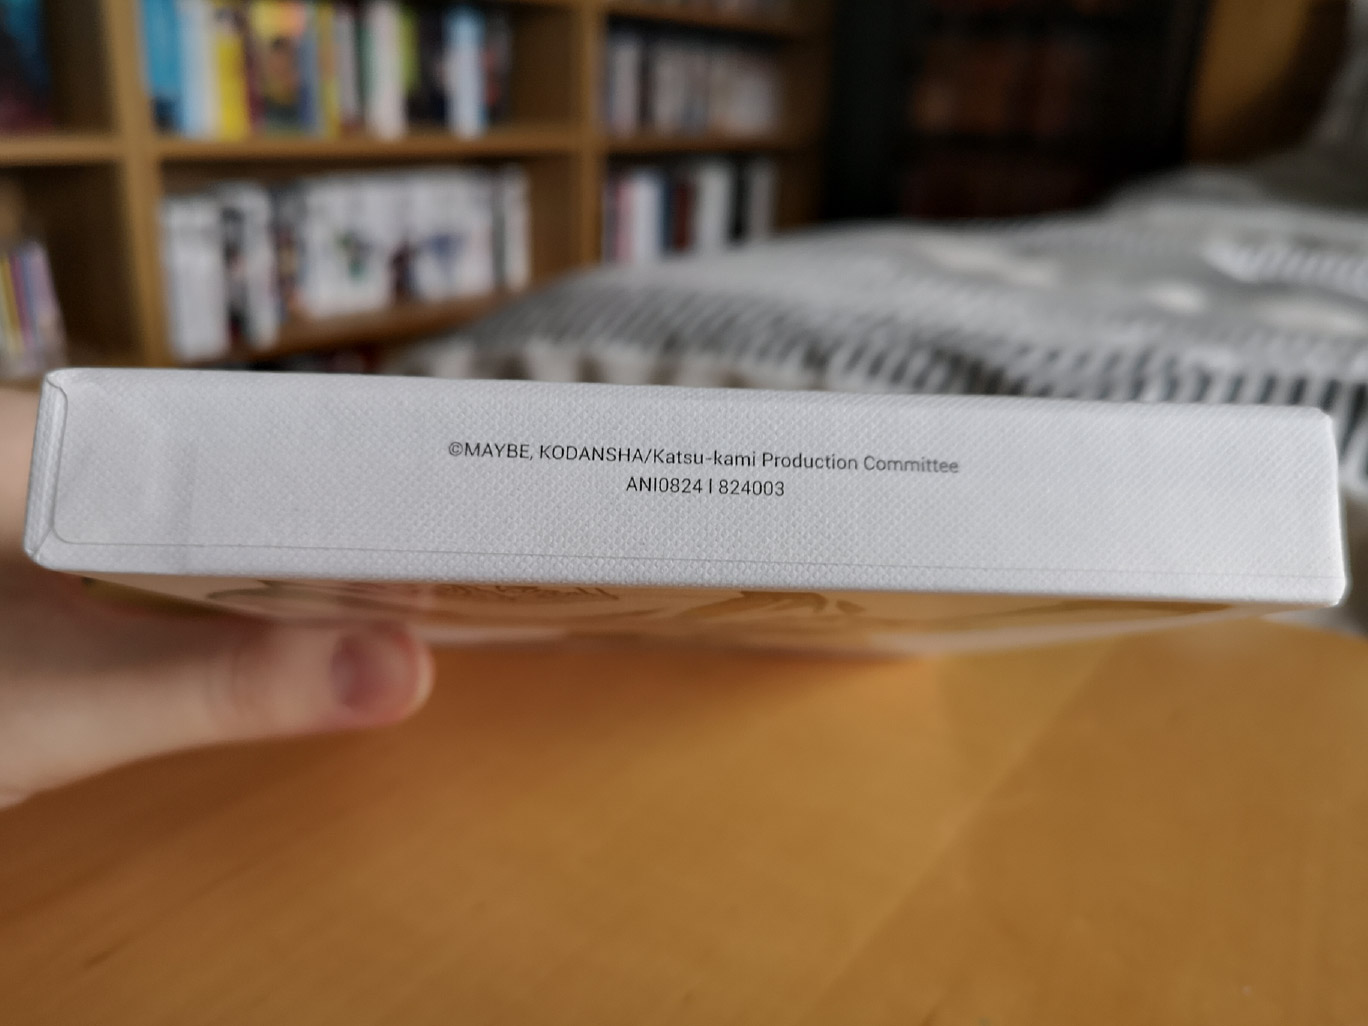 ©MAYBE, KODANSHA/Katsu-kami Production Committee
ANI0824 | 824003